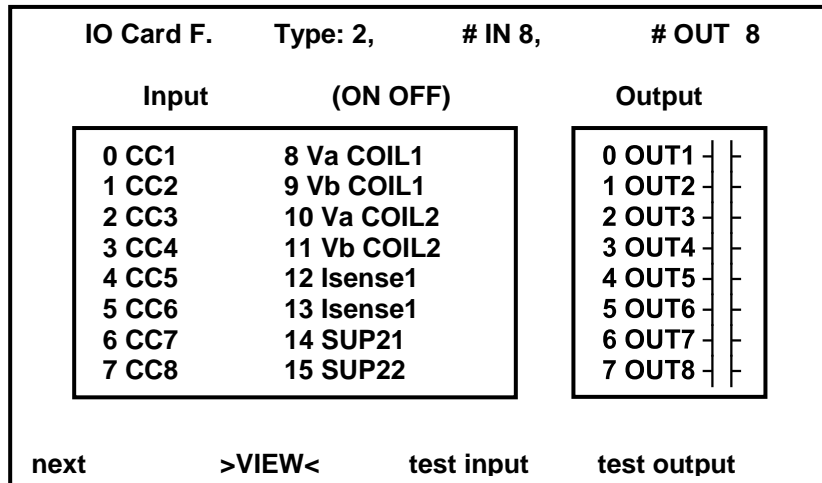 IO Card F. Type: 2, # IN 8, # OUT 8
Input (ON OFF) Output
0 CC1 8 Va COIL1 0 OUT1
1 CC2 9 Vb COIL1 1 OUT2
2 CC3 10 Va COIL2 2 OUT3
3 CC4 11 Vb COIL2 3 OUT4
4 CC5 12 Isense1 4 OUT5
5 CC6 13 Isense1 5 OUT6
6 CC7 14 SUP21 6 OUT7
7 CC8 15 SUP22 7 OUT8
next >VIEW< test input test output